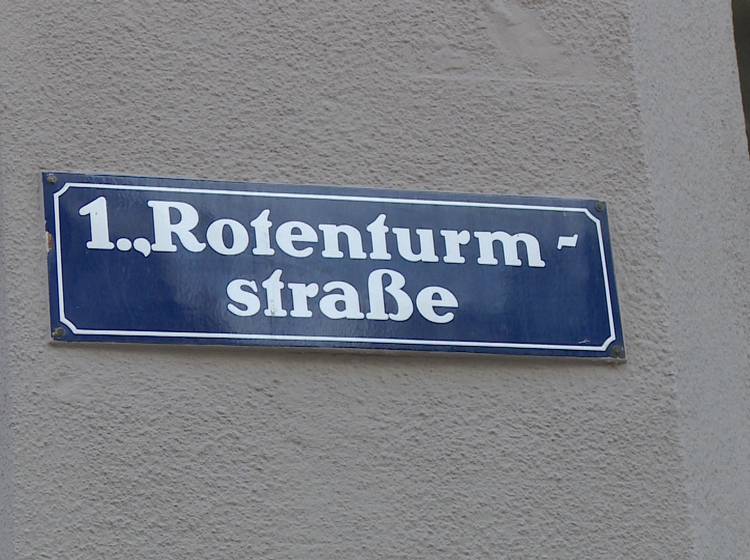 1., Rotenturm-
straße